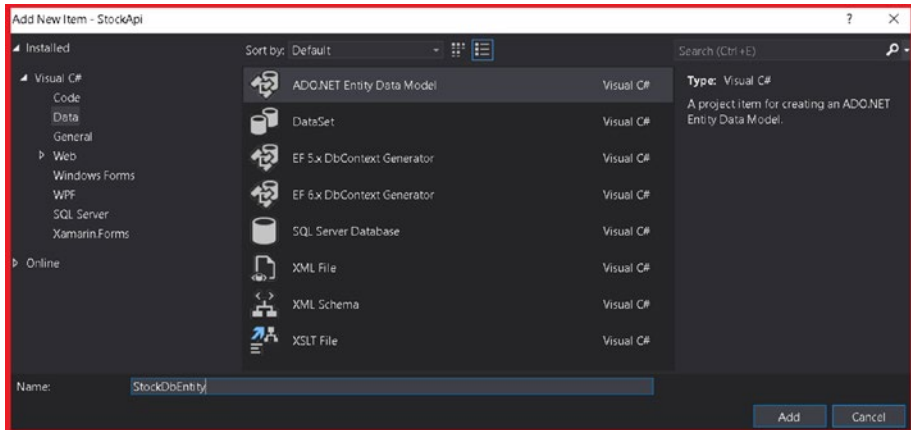 Add New Item - StockApi ? ×
Installed
Sort by: Default
Search (Ctrl+E)
Visual C#
Code
Data
General
Web
Windows Forms
WPF
SQL Server
Xamarin.Forms
Online
ADO.NET Entity Data Model Visual C#
DataSet Visual C#
EF 5.x DbContext Generator Visual C#
EF 6.x DbContext Generator Visual C#
SQL Server Database Visual C#
XML File Visual C#
XML Schema Visual C#
XSLT File Visual C#
Type: Visual C#
A project item for creating an ADO.NET
Entity Data Model.
Name: StockDbEntity
Add Cancel